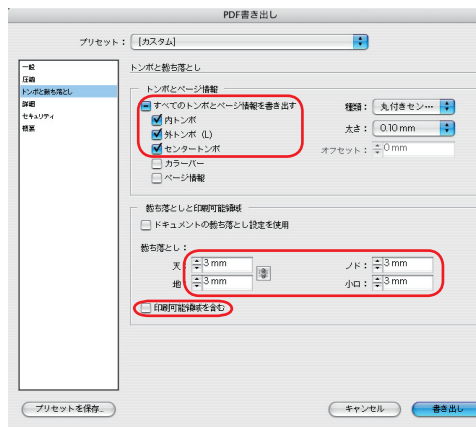 PDF書き出し
プリセット： [カスタム]
一般
圧縮
トンボと裁ち落とし
詳細
セキュリティ
概要
トンボと裁ち落とし
トンボとページ情報
すべてのトンボとページ情報を書き出す
内トンボ
外トンボ (L)
センタートンボ
カラーバー
ページ情報
種類： 丸付きセン…
太さ： 0.10 mm
オフセット： 0 mm
裁ち落としと印刷可能領域
ドキュメントの裁ち落とし設定を使用
裁ち落とし：
天： 3 mm
地： 3 mm
ノド： 3 mm
小口： 3 mm
印刷可能領域を含む
プリセットを保存...
キャンセル
書き出し